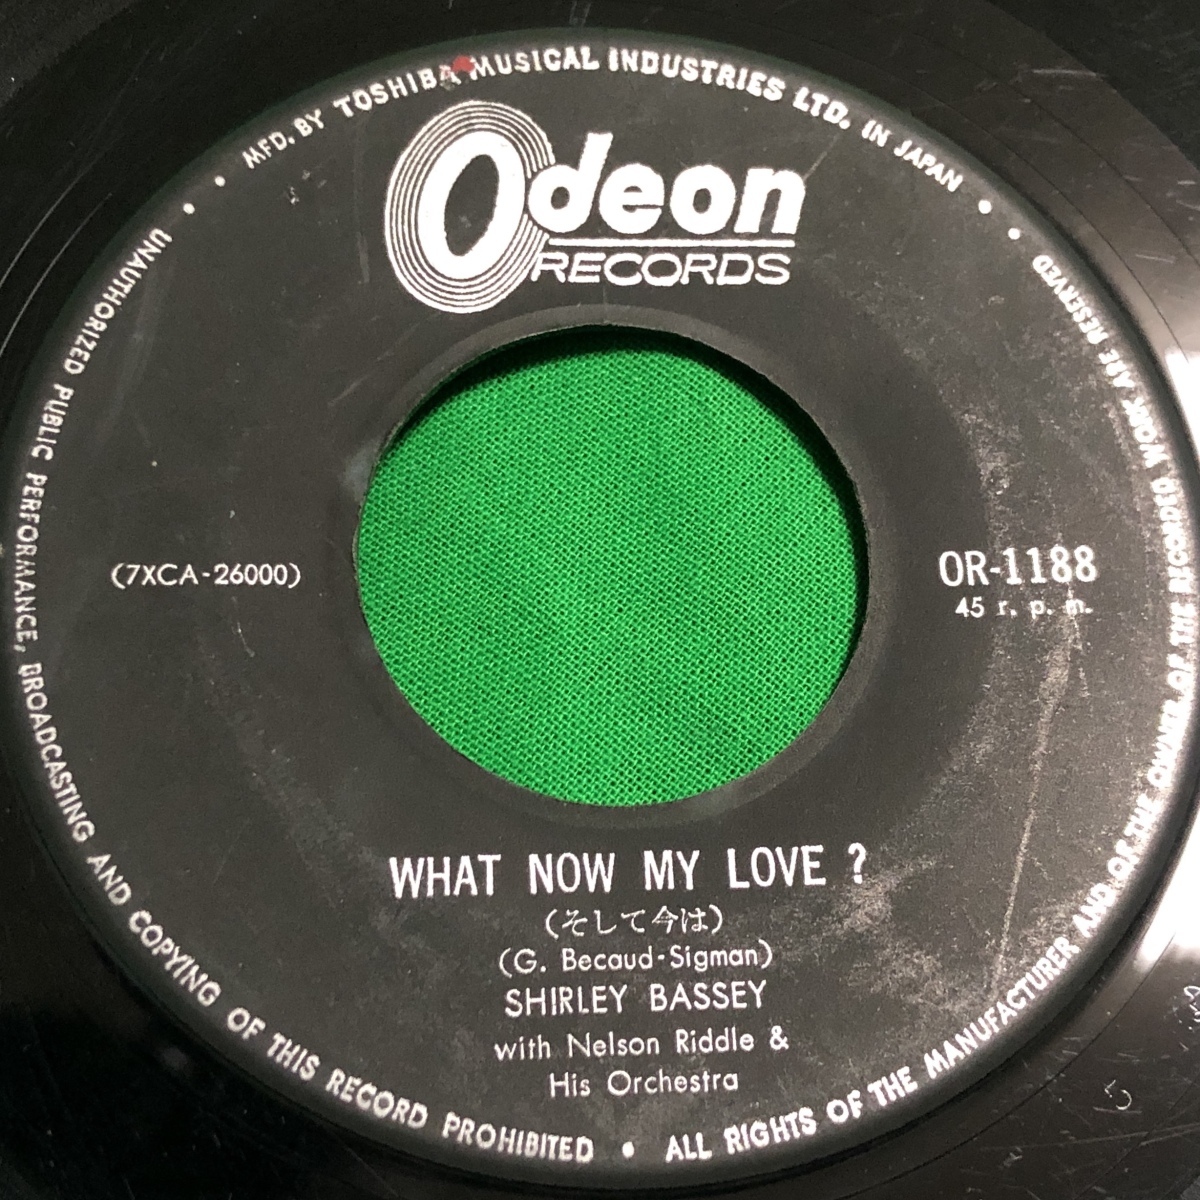 MFD. BY TOSHIBA MUSICAL INDUSTRIES LTD. IN JAPAN
Odeon
RECORDS
(7XCA-26000)
OR-1188
45 r. p. m.
WHAT NOW MY LOVE ?
(そして今は)
(G. Becaud-Sigman)
SHIRLEY BASSEY
with Nelson Riddle &
His Orchestra
UNAUTHORIZED PUBLIC PERFORMANCE, BROADCASTING AND COPYING OF THIS RECORD PROHIBITED • ALL RIGHTS OF THE MANUFACTURER AND OF THE OWNER OF THE RECORDED WORK ARE RESERVED